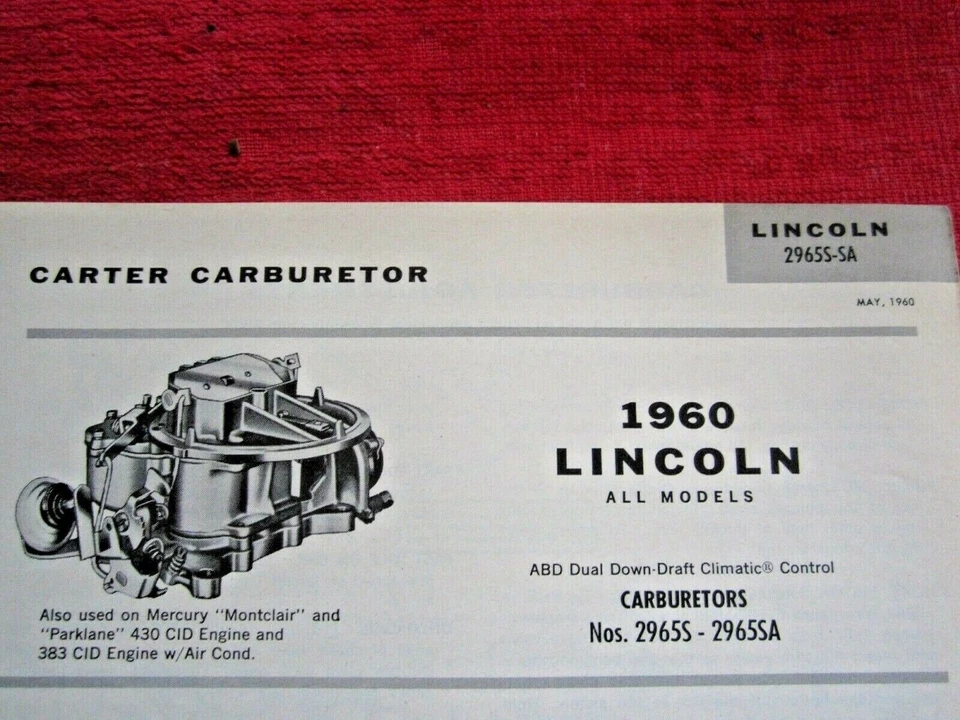 LINCOLN
2965S-SA
CARTER CARBURETOR
MAY, 1960
1960
LINCOLN
ALL MODELS
ABD Dual Down-Draft Climatic® Control
CARBURETORS
Nos. 2965S - 2965SA
Also used on Mercury "Montclair" and
"Parklane" 430 CID Engine and
383 CID Engine w/Air Cond.